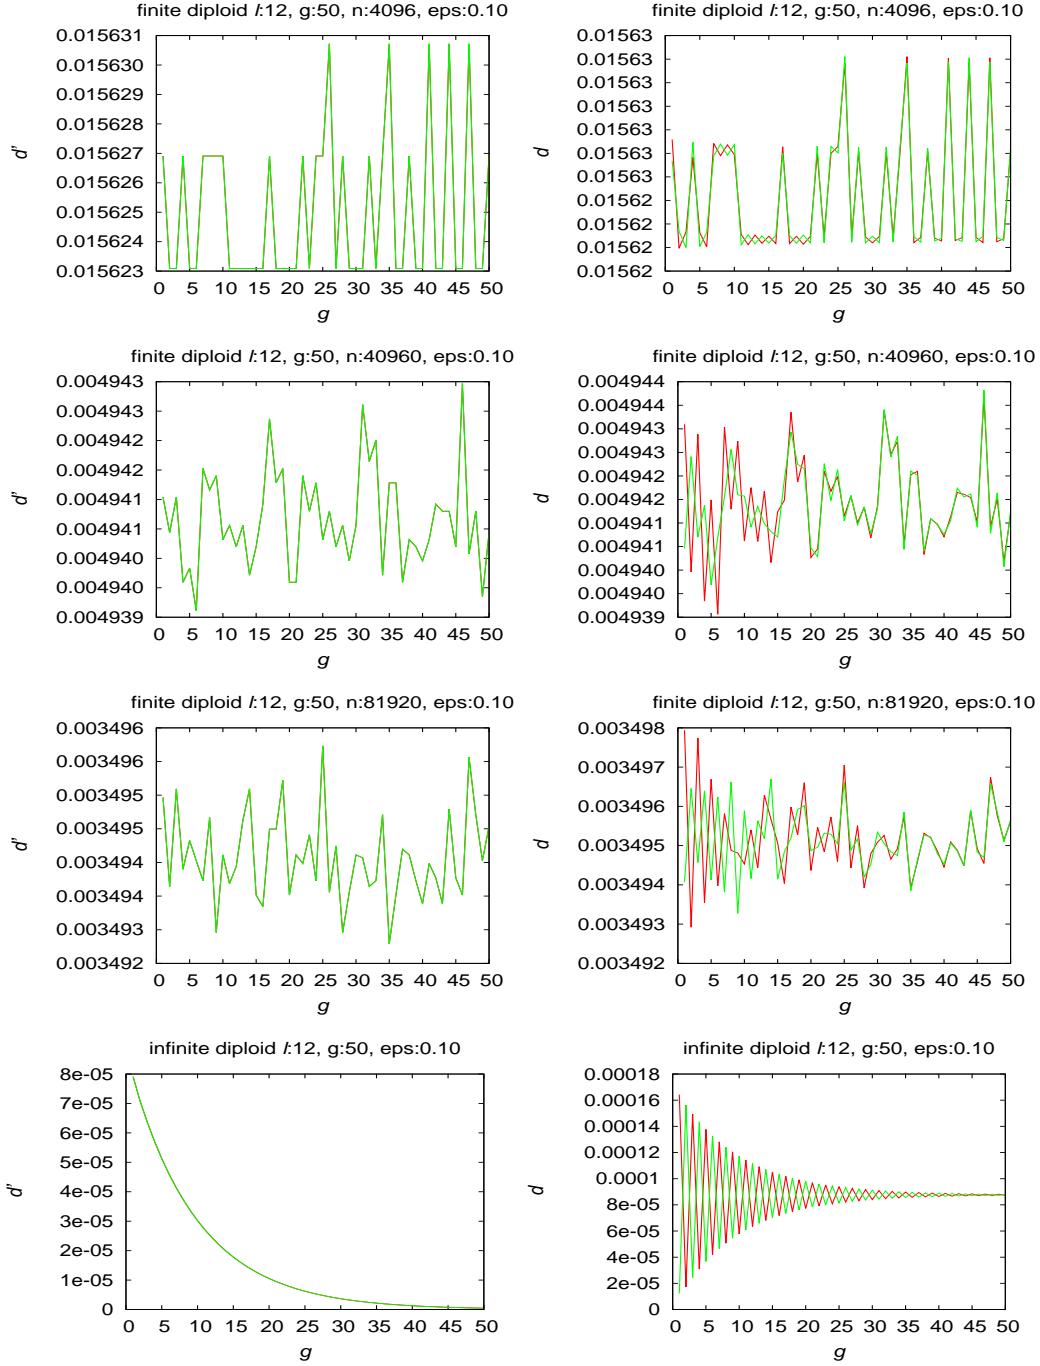 finite diploid l:12, g:50, n:4096, eps:0.10
0.015631
0.015630
0.015629
0.015628
0.015627
0.015626
0.015625
0.015624
0.015623
d'
0 5 10 15 20 25 30 35 40 45 50
g
finite diploid l:12, g:50, n:4096, eps:0.10
0.01563
0.01563
0.01563
0.01563
0.01563
0.01563
0.01563
0.01562
0.01562
0.01562
0.01562
d
0 5 10 15 20 25 30 35 40 45 50
g
finite diploid l:12, g:50, n:40960, eps:0.10
0.004943
0.004943
0.004942
0.004942
0.004941
0.004941
0.004940
0.004940
0.004939
d'
0 5 10 15 20 25 30 35 40 45 50
g
finite diploid l:12, g:50, n:40960, eps:0.10
0.004944
0.004944
0.004943
0.004943
0.004942
0.004942
0.004941
0.004941
0.004940
0.004940
0.004939
d
0 5 10 15 20 25 30 35 40 45 50
g
finite diploid l:12, g:50, n:81920, eps:0.10
0.003496
0.003496
0.003495
0.003495
0.003494
0.003494
0.003493
0.003493
0.003492
d'
0 5 10 15 20 25 30 35 40 45 50
g
finite diploid l:12, g:50, n:81920, eps:0.10
0.003498
0.003497
0.003496
0.003495
0.003494
0.003493
0.003492
d
0 5 10 15 20 25 30 35 40 45 50
g
infinite diploid l:12, g:50, eps:0.10
8e-05
7e-05
6e-05
5e-05
4e-05
3e-05
2e-05
1e-05
0
d'
0 5 10 15 20 25 30 35 40 45 50
g
infinite diploid l:12, g:50, eps:0.10
0.00018
0.00016
0.00014
0.00012
0.0001
8e-05
6e-05
4e-05
2e-05
0
d
0 5 10 15 20 25 30 35 40 45 50
g